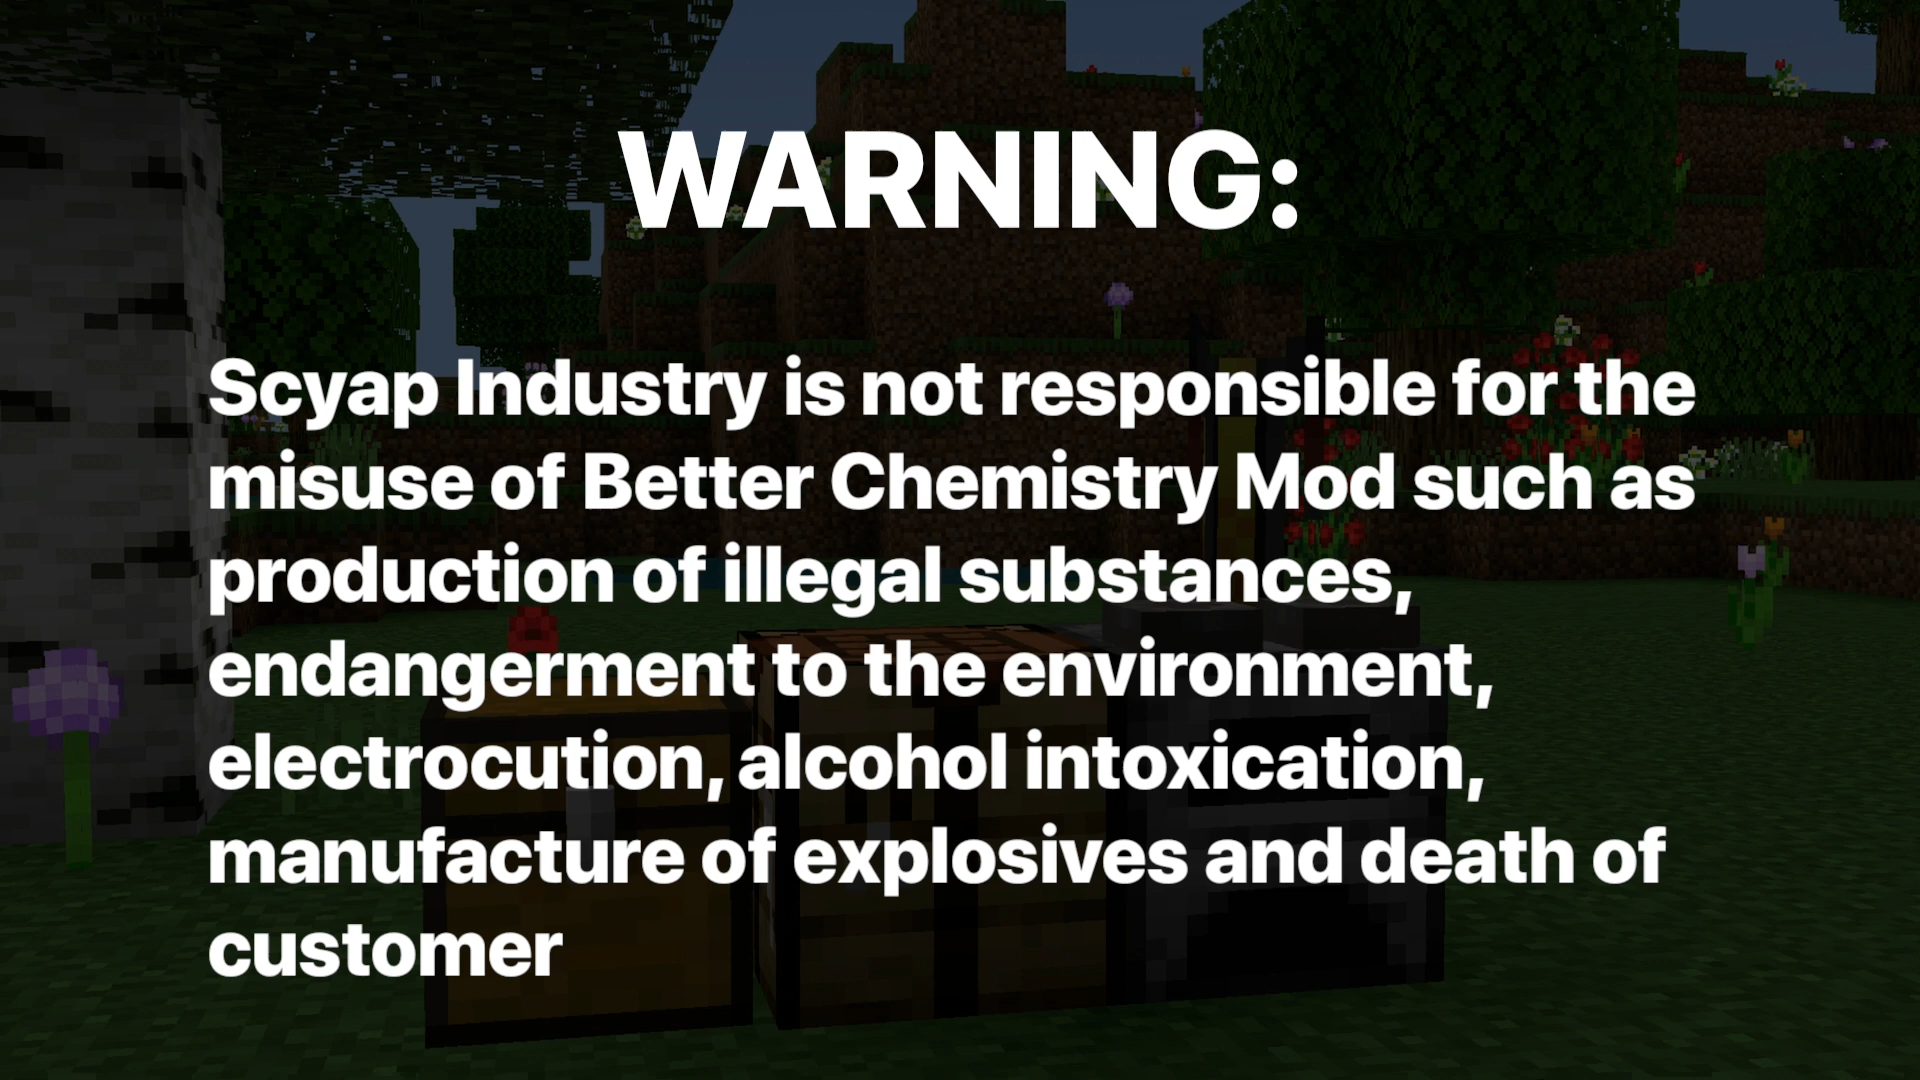 WARNING:
Scyap Industry is not responsible for the
misuse of Better Chemistry Mod such as
production of illegal substances,
endangerment to the environment,
electrocution, alcohol intoxication,
manufacture of explosives and death of
customer